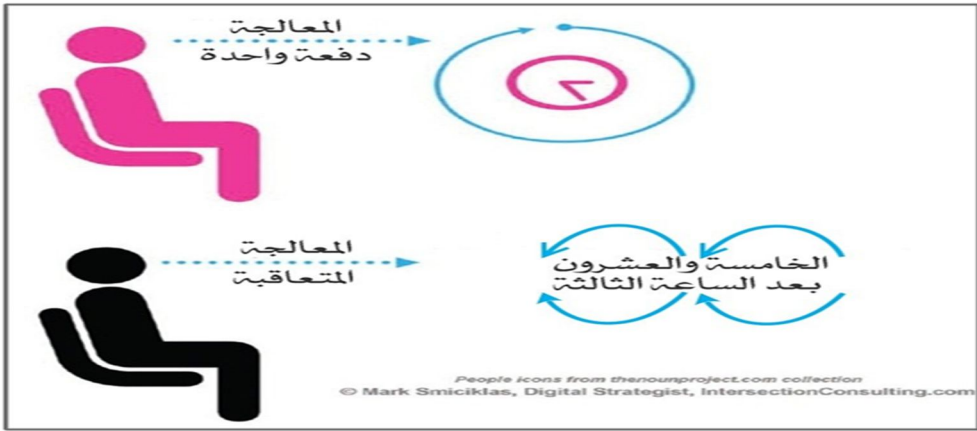 المعالجة
دفعة واحدة
المعالجة
المتعاقبة
الخامسة والعشرون
بعد الساعة الثالثة
People icons from thenounproject.com collection
© Mark Smiciklas, Digital Strategist, IntersectionConsulting.com